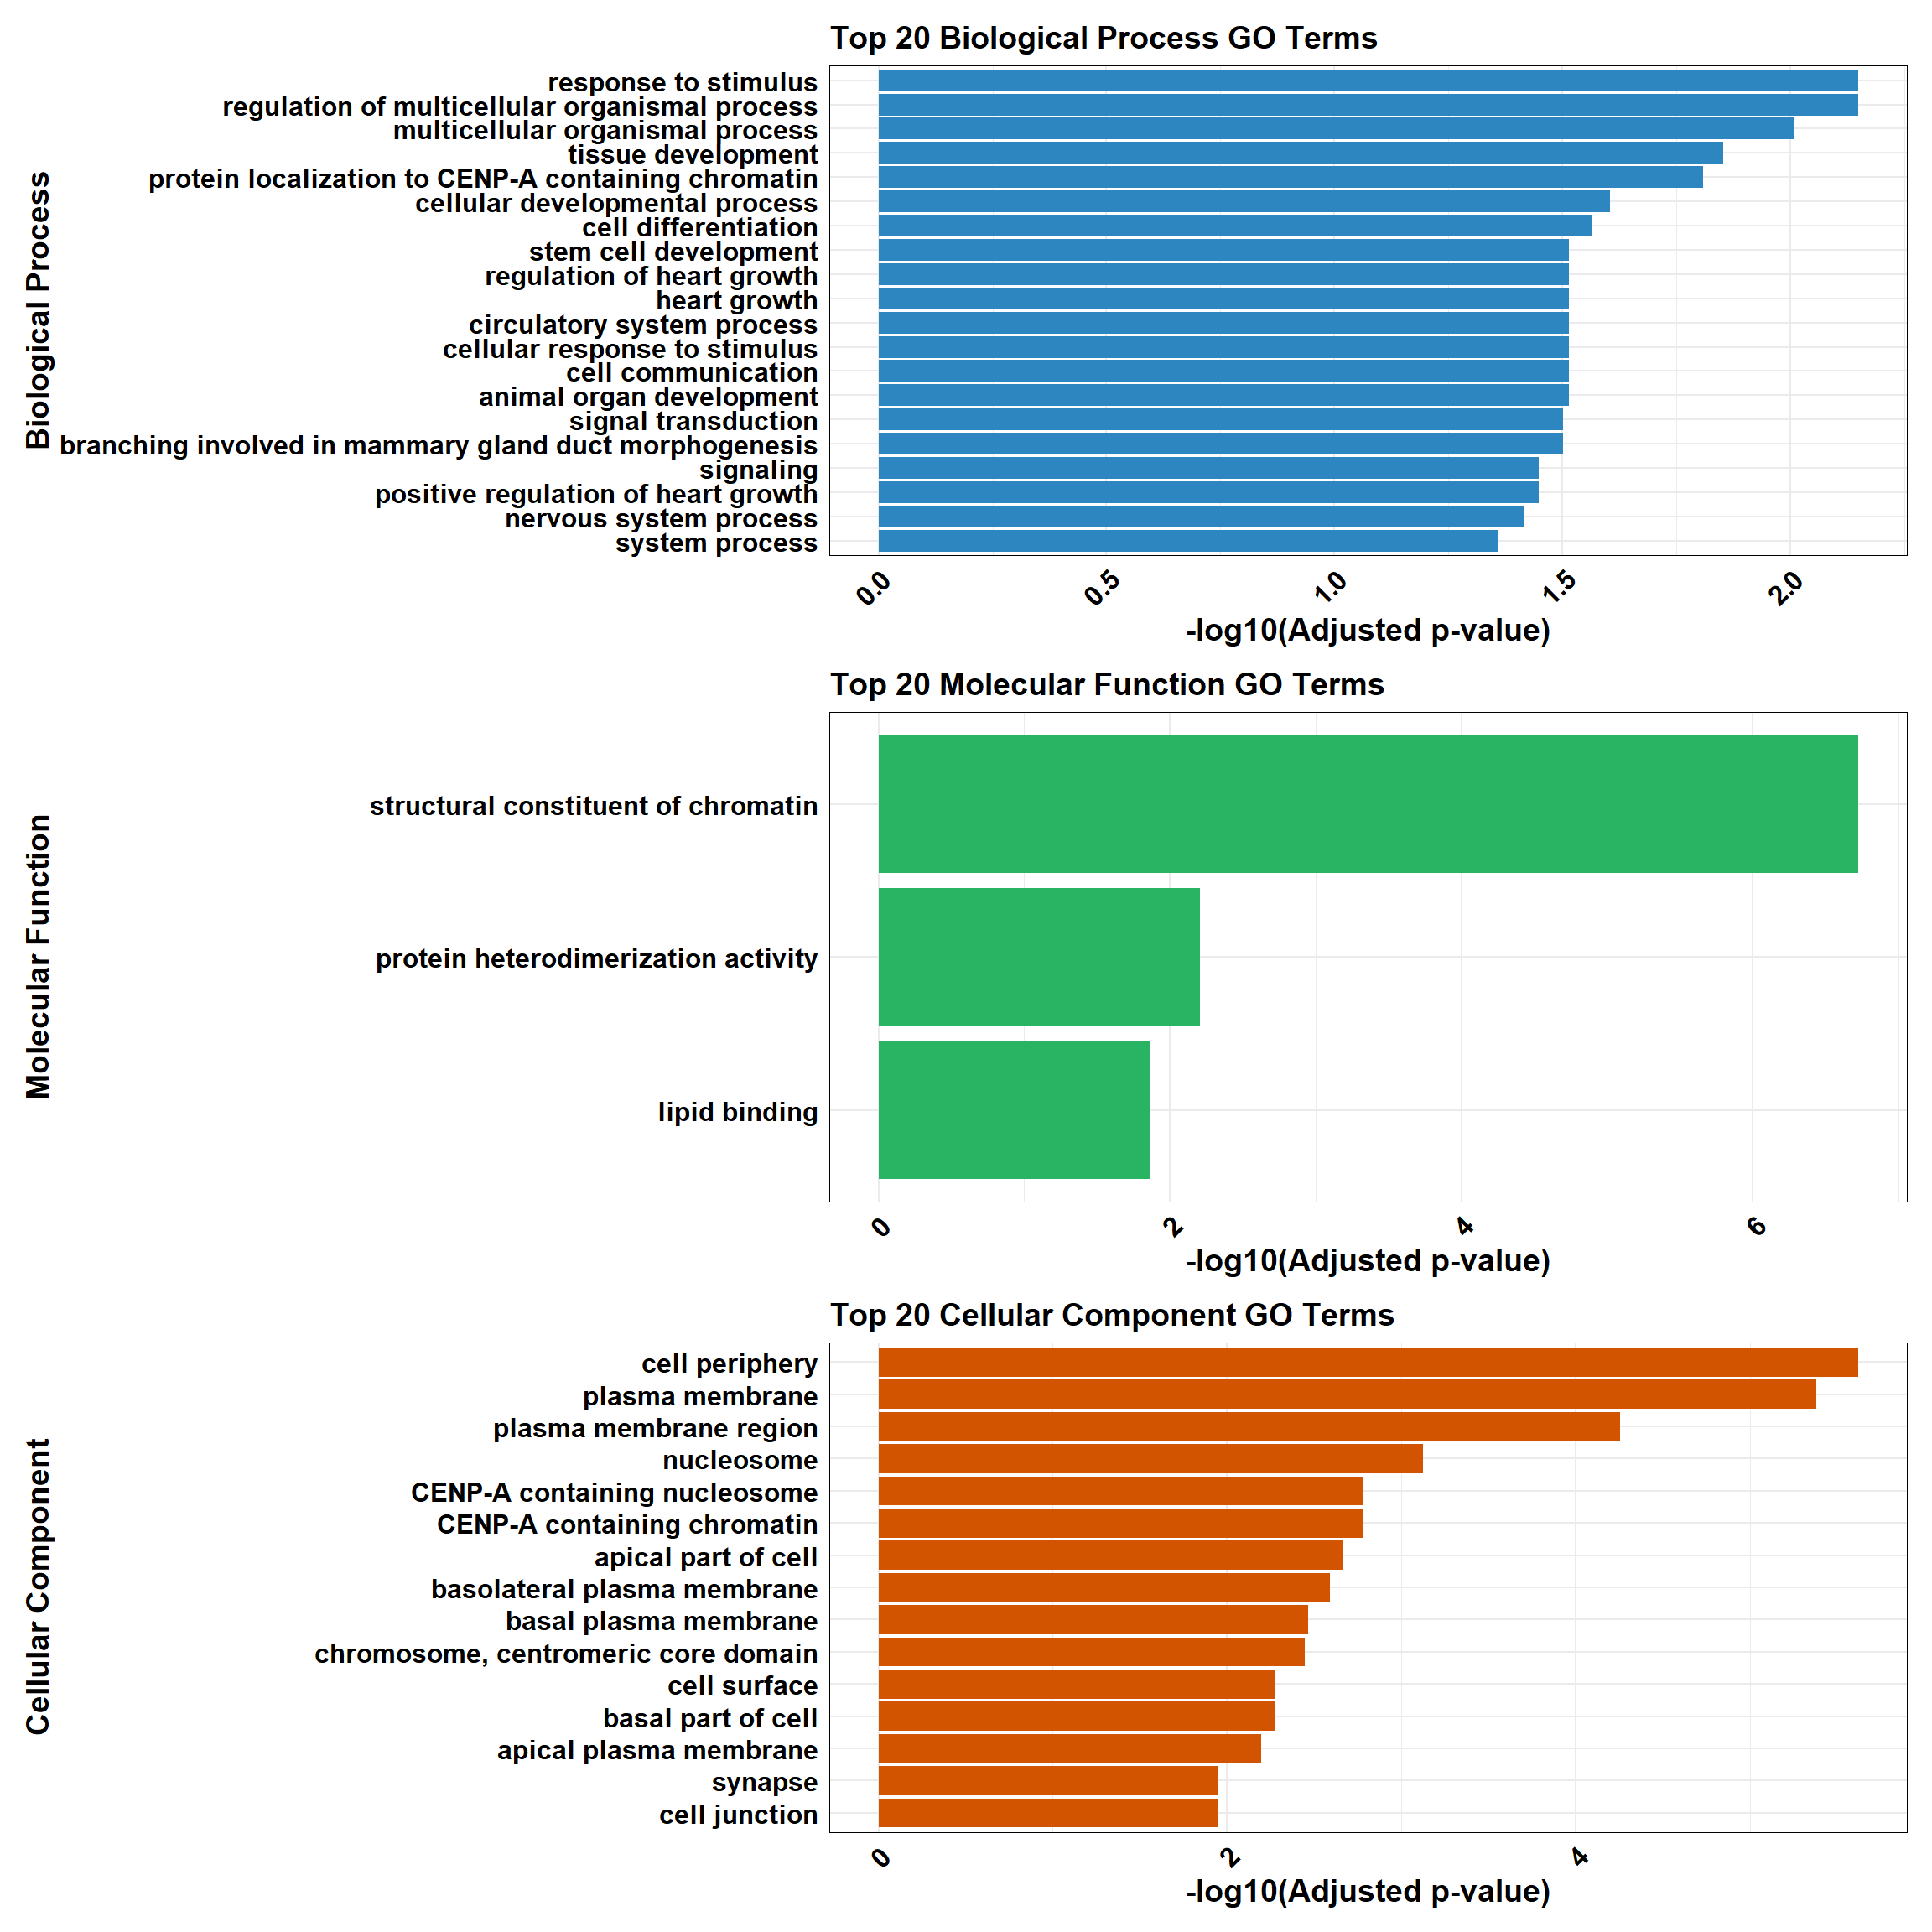 Top 20 Biological Process GO Terms
Biological Process
response to stimulus
regulation of multicellular organismal process
multicellular organismal process
tissue development
protein localization to CENP-A containing chromatin
cellular developmental process
cell differentiation
stem cell development
regulation of heart growth
heart growth
circulatory system process
cellular response to stimulus
cell communication
animal organ development
signal transduction
branching involved in mammary gland duct morphogenesis
signaling
positive regulation of heart growth
nervous system process
system process
0.0 0.5 1.0 1.5 2.0
-log10(Adjusted p-value)
Top 20 Molecular Function GO Terms
Molecular Function
structural constituent of chromatin
protein heterodimerization activity
lipid binding
0 2 4 6
-log10(Adjusted p-value)
Top 20 Cellular Component GO Terms
Cellular Component
cell periphery
plasma membrane
plasma membrane region
nucleosome
CENP-A containing nucleosome
CENP-A containing chromatin
apical part of cell
basolateral plasma membrane
basal plasma membrane
chromosome, centromeric core domain
cell surface
basal part of cell
apical plasma membrane
synapse
cell junction
0 2 4
-log10(Adjusted p-value)